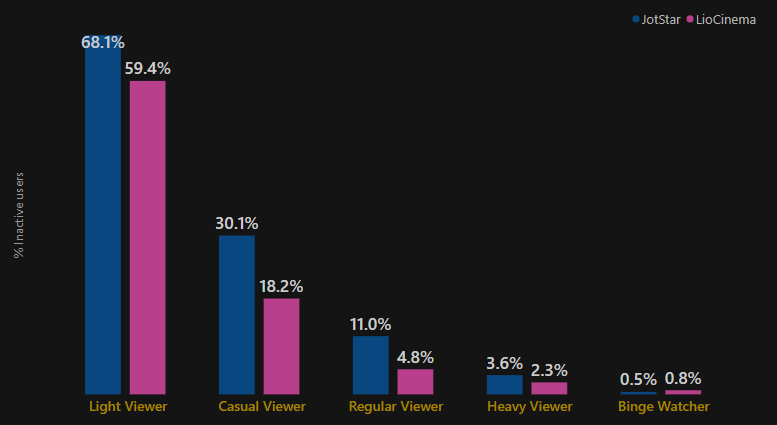 JotStar LioCinema
68.1%
59.4%
30.1%
18.2%
11.0%
4.8%
3.6%
2.3%
0.5%
0.8%
% Inactive users
Light Viewer
Casual Viewer
Regular Viewer
Heavy Viewer
Binge Watcher